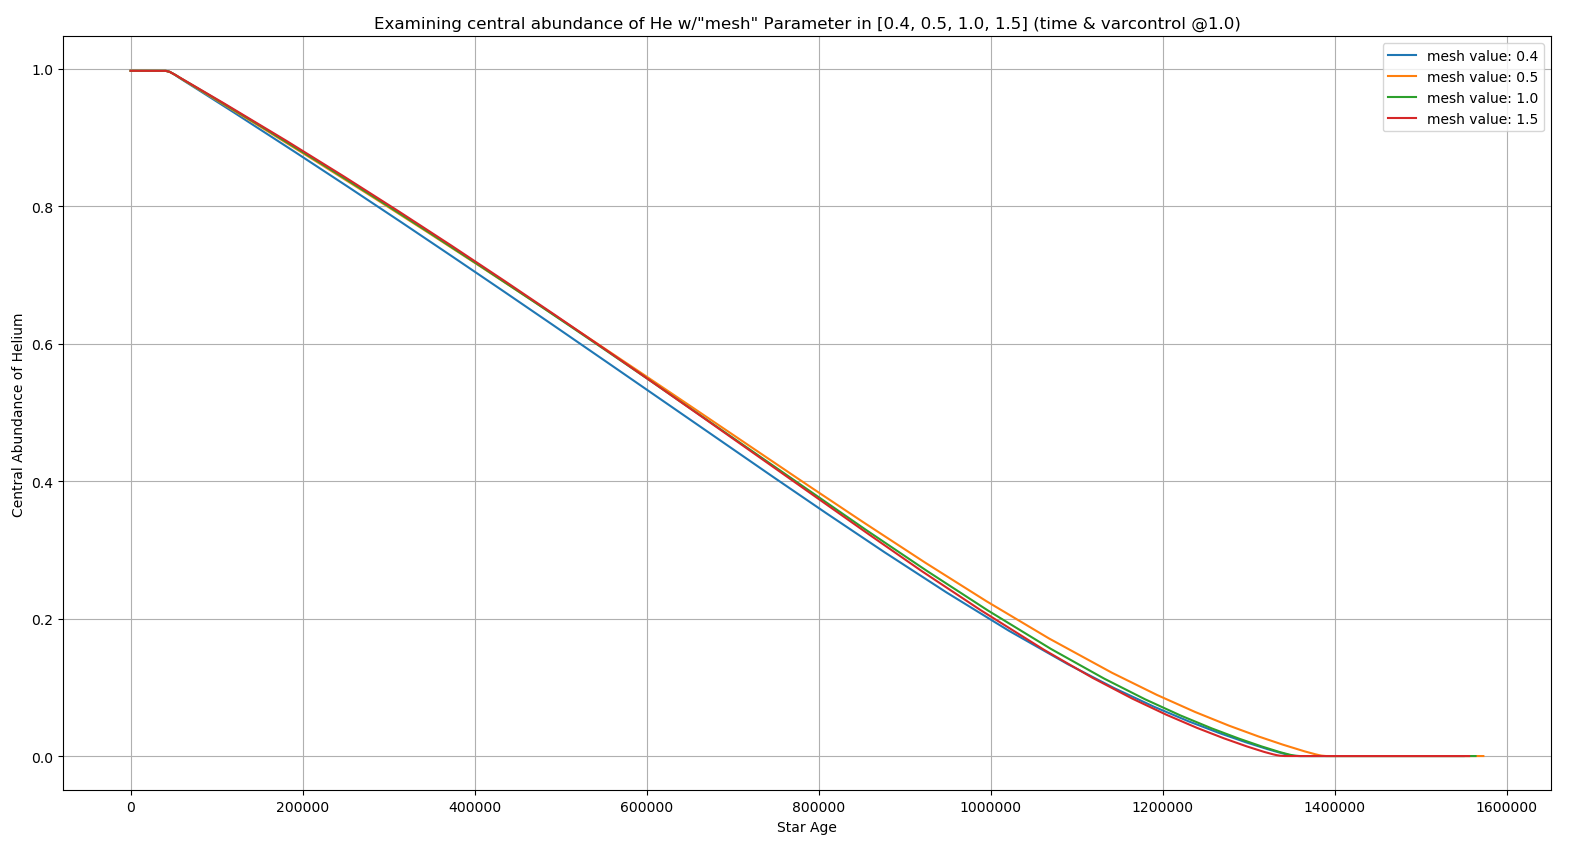 Examining central abundance of He w/"mesh" Parameter in [0.4, 0.5, 1.0, 1.5] (time & varcontrol @1.0)
mesh value: 0.4
mesh value: 0.5
mesh value: 1.0
mesh value: 1.5
Central Abundance of Helium
1.0
0.8
0.6
0.4
0.2
0.0
0 200000 400000 600000 800000 1000000 1200000 1400000 1600000
Star Age